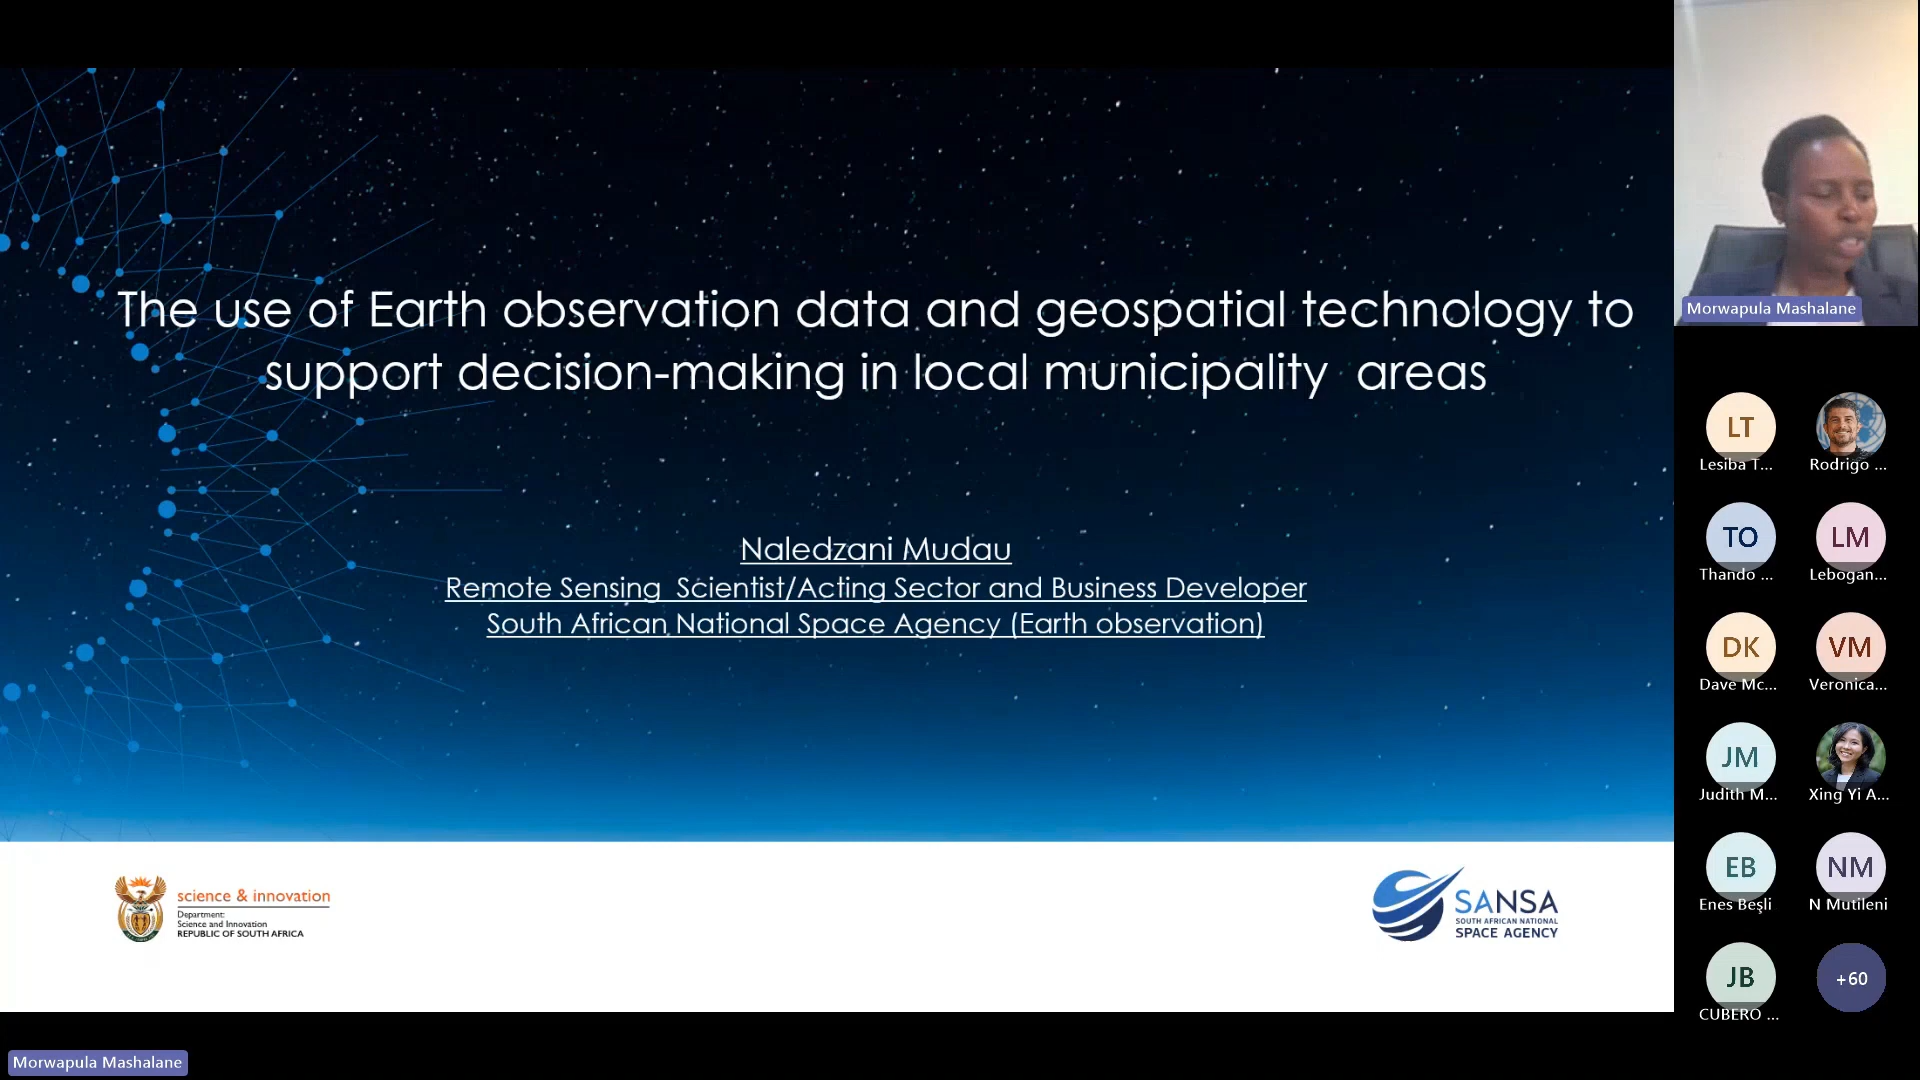 The use of Earth observation data and geospatial technology to
support decision-making in local municipality areas
Naledzani Mudau
Remote Sensing Scientist/Acting Sector and Business Developer
South African National Space Agency (Earth observation)
science & innovation
Department:
Science and Innovation
REPUBLIC OF SOUTH AFRICA
SANSA
SOUTH AFRICAN NATIONAL
SPACE AGENCY
Morwapula Mashalane
Morwapula Mashalane
LT
Lesiba T...
Rodrigo ...
TO
Thando ...
LM
Lebogan...
DK
Dave Mc...
VM
Veronica...
JM
Judith M...
Xing Yi A...
EB
Enes Beşli
NM
N Mutileni
JB
CUBERO ...
+60